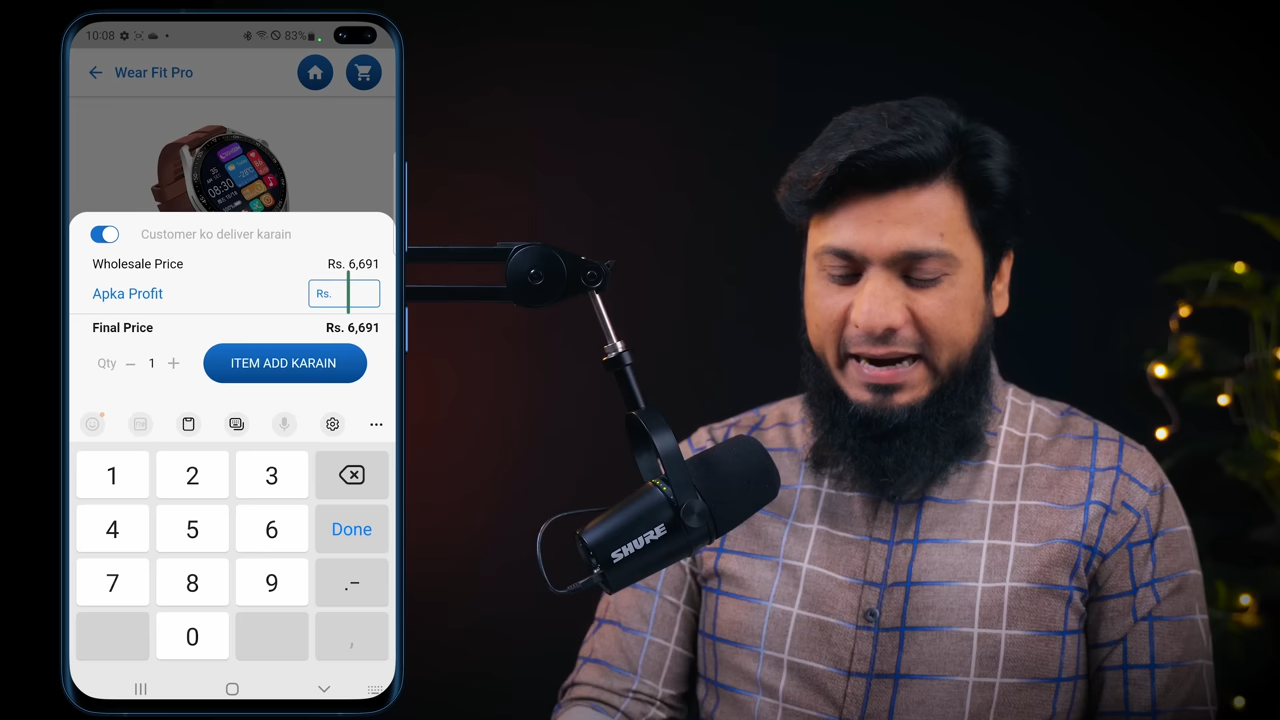 10:08
83%
Wear Fit Pro
08:30
Customer ko deliver karain
Wholesale Price Rs. 6,691
Apka Profit Rs.
Final Price Rs. 6,691
Qty – 1 + ITEM ADD KARAIN
1 2 3
4 5 6 Done
7 8 9 .–
0 ,
SHURE